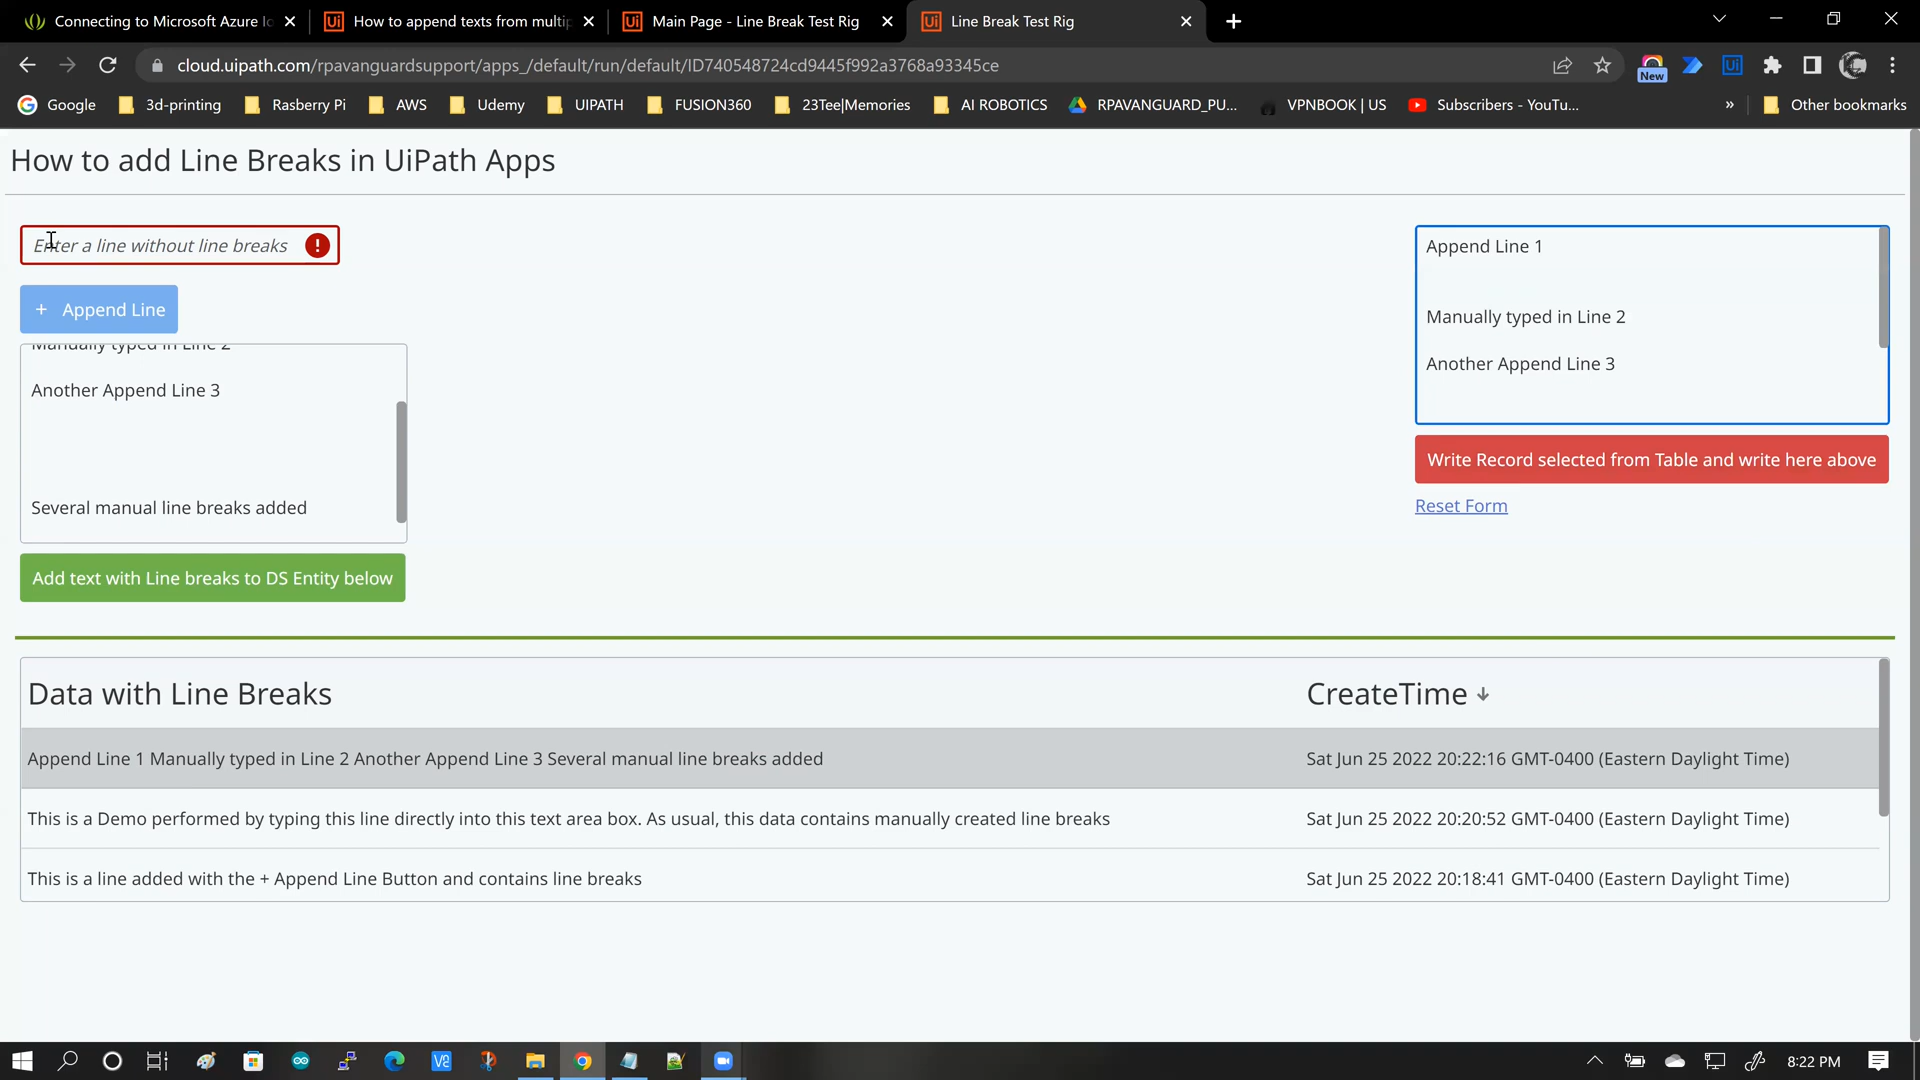 Connecting to Microsoft Azure Io
How to append texts from multip
Main Page - Line Break Test Rig
Line Break Test Rig
cloud.uipath.com/rpavanguardsupport/apps_/default/run/default/ID740548724cd9445f992a3768a93345ce
New
Google
3d-printing
Rasberry Pi
AWS
Udemy
UIPATH
FUSION360
23Tee|Memories
AI ROBOTICS
RPAVANGUARD_PU...
VPNBOOK | US
Subscribers - YouTu...
»
Other bookmarks
How to add Line Breaks in UiPath Apps
Enter a line without line breaks
+ Append Line
Manually typed in Line 2
Another Append Line 3
Several manual line breaks added
Add text with Line breaks to DS Entity below
Append Line 1
Manually typed in Line 2
Another Append Line 3
Write Record selected from Table and write here above
Reset Form
Data with Line Breaks
CreateTime
Append Line 1 Manually typed in Line 2 Another Append Line 3 Several manual line breaks added
Sat Jun 25 2022 20:22:16 GMT-0400 (Eastern Daylight Time)
This is a Demo performed by typing this line directly into this text area box. As usual, this data contains manually created line breaks
Sat Jun 25 2022 20:20:52 GMT-0400 (Eastern Daylight Time)
This is a line added with the + Append Line Button and contains line breaks
Sat Jun 25 2022 20:18:41 GMT-0400 (Eastern Daylight Time)
8:22 PM